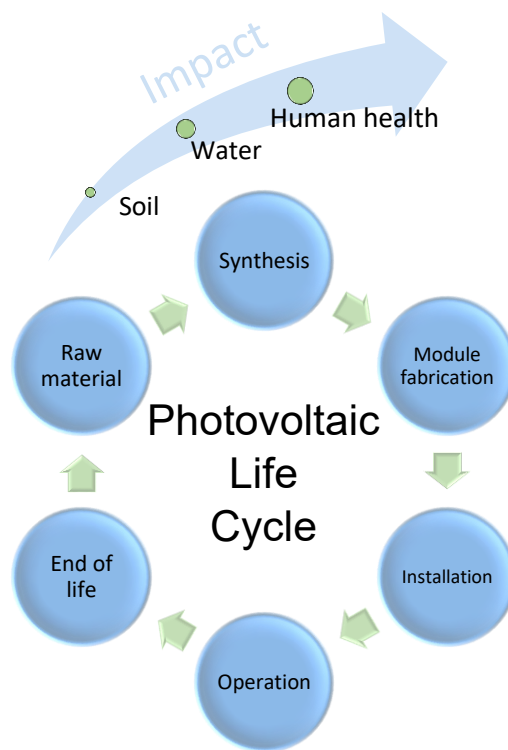 Impact
Human health
Water
Soil
Synthesis
Raw
material
Module
fabrication
Photovoltaic
Life
Cycle
End of
life
Installation
Operation